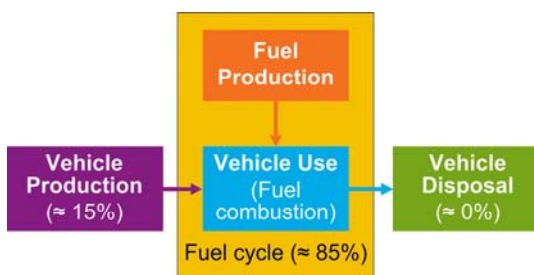 Fuel
Production
Vehicle
Production
(≈ 15%)
Vehicle Use
(Fuel
combustion)
Vehicle
Disposal
(≈ 0%)
Fuel cycle (≈ 85%)